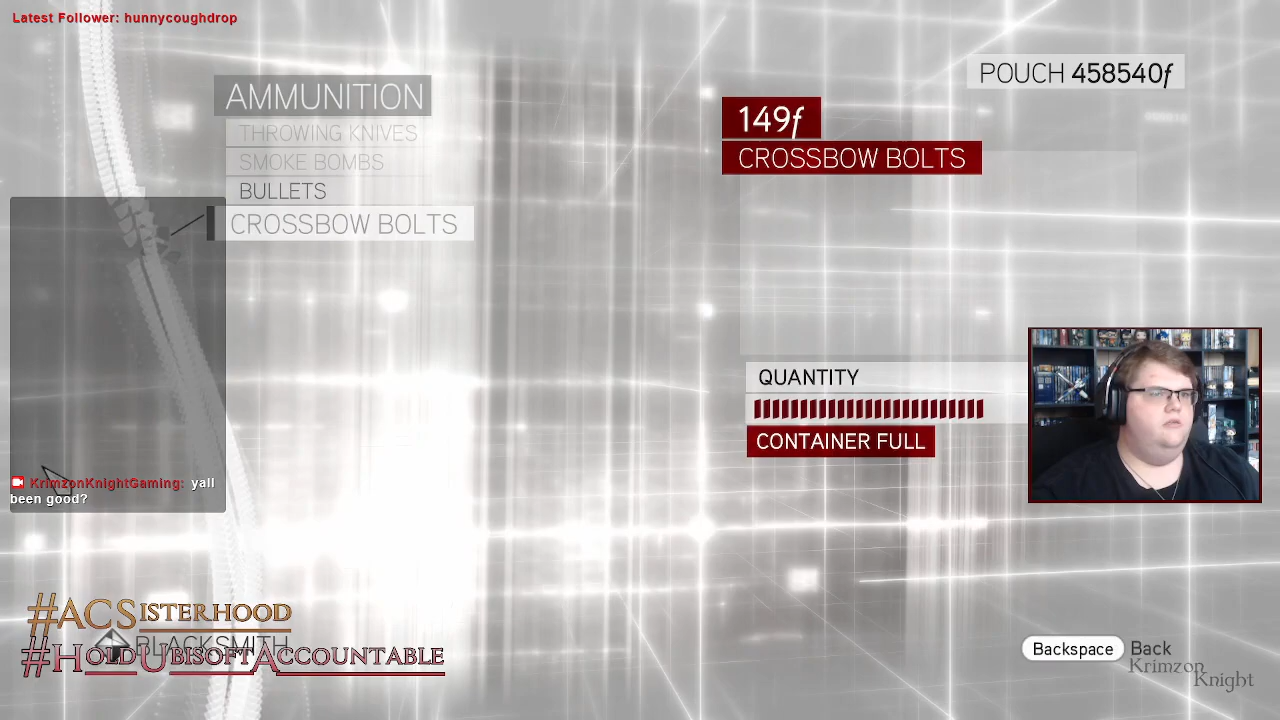 Latest Follower: hunnycoughdrop
POUCH 458540f
AMMUNITION
THROWING KNIVES
SMOKE BOMBS
BULLETS
CROSSBOW BOLTS
149f
CROSSBOW BOLTS
QUANTITY
CONTAINER FULL
KrimzonKnightGaming: yall
been good?
#ACSISTERHOOD
BLACKSMITH
#HOLDUBISOFTACCOUNTABLE
Backspace Back
Krimzon
Knight